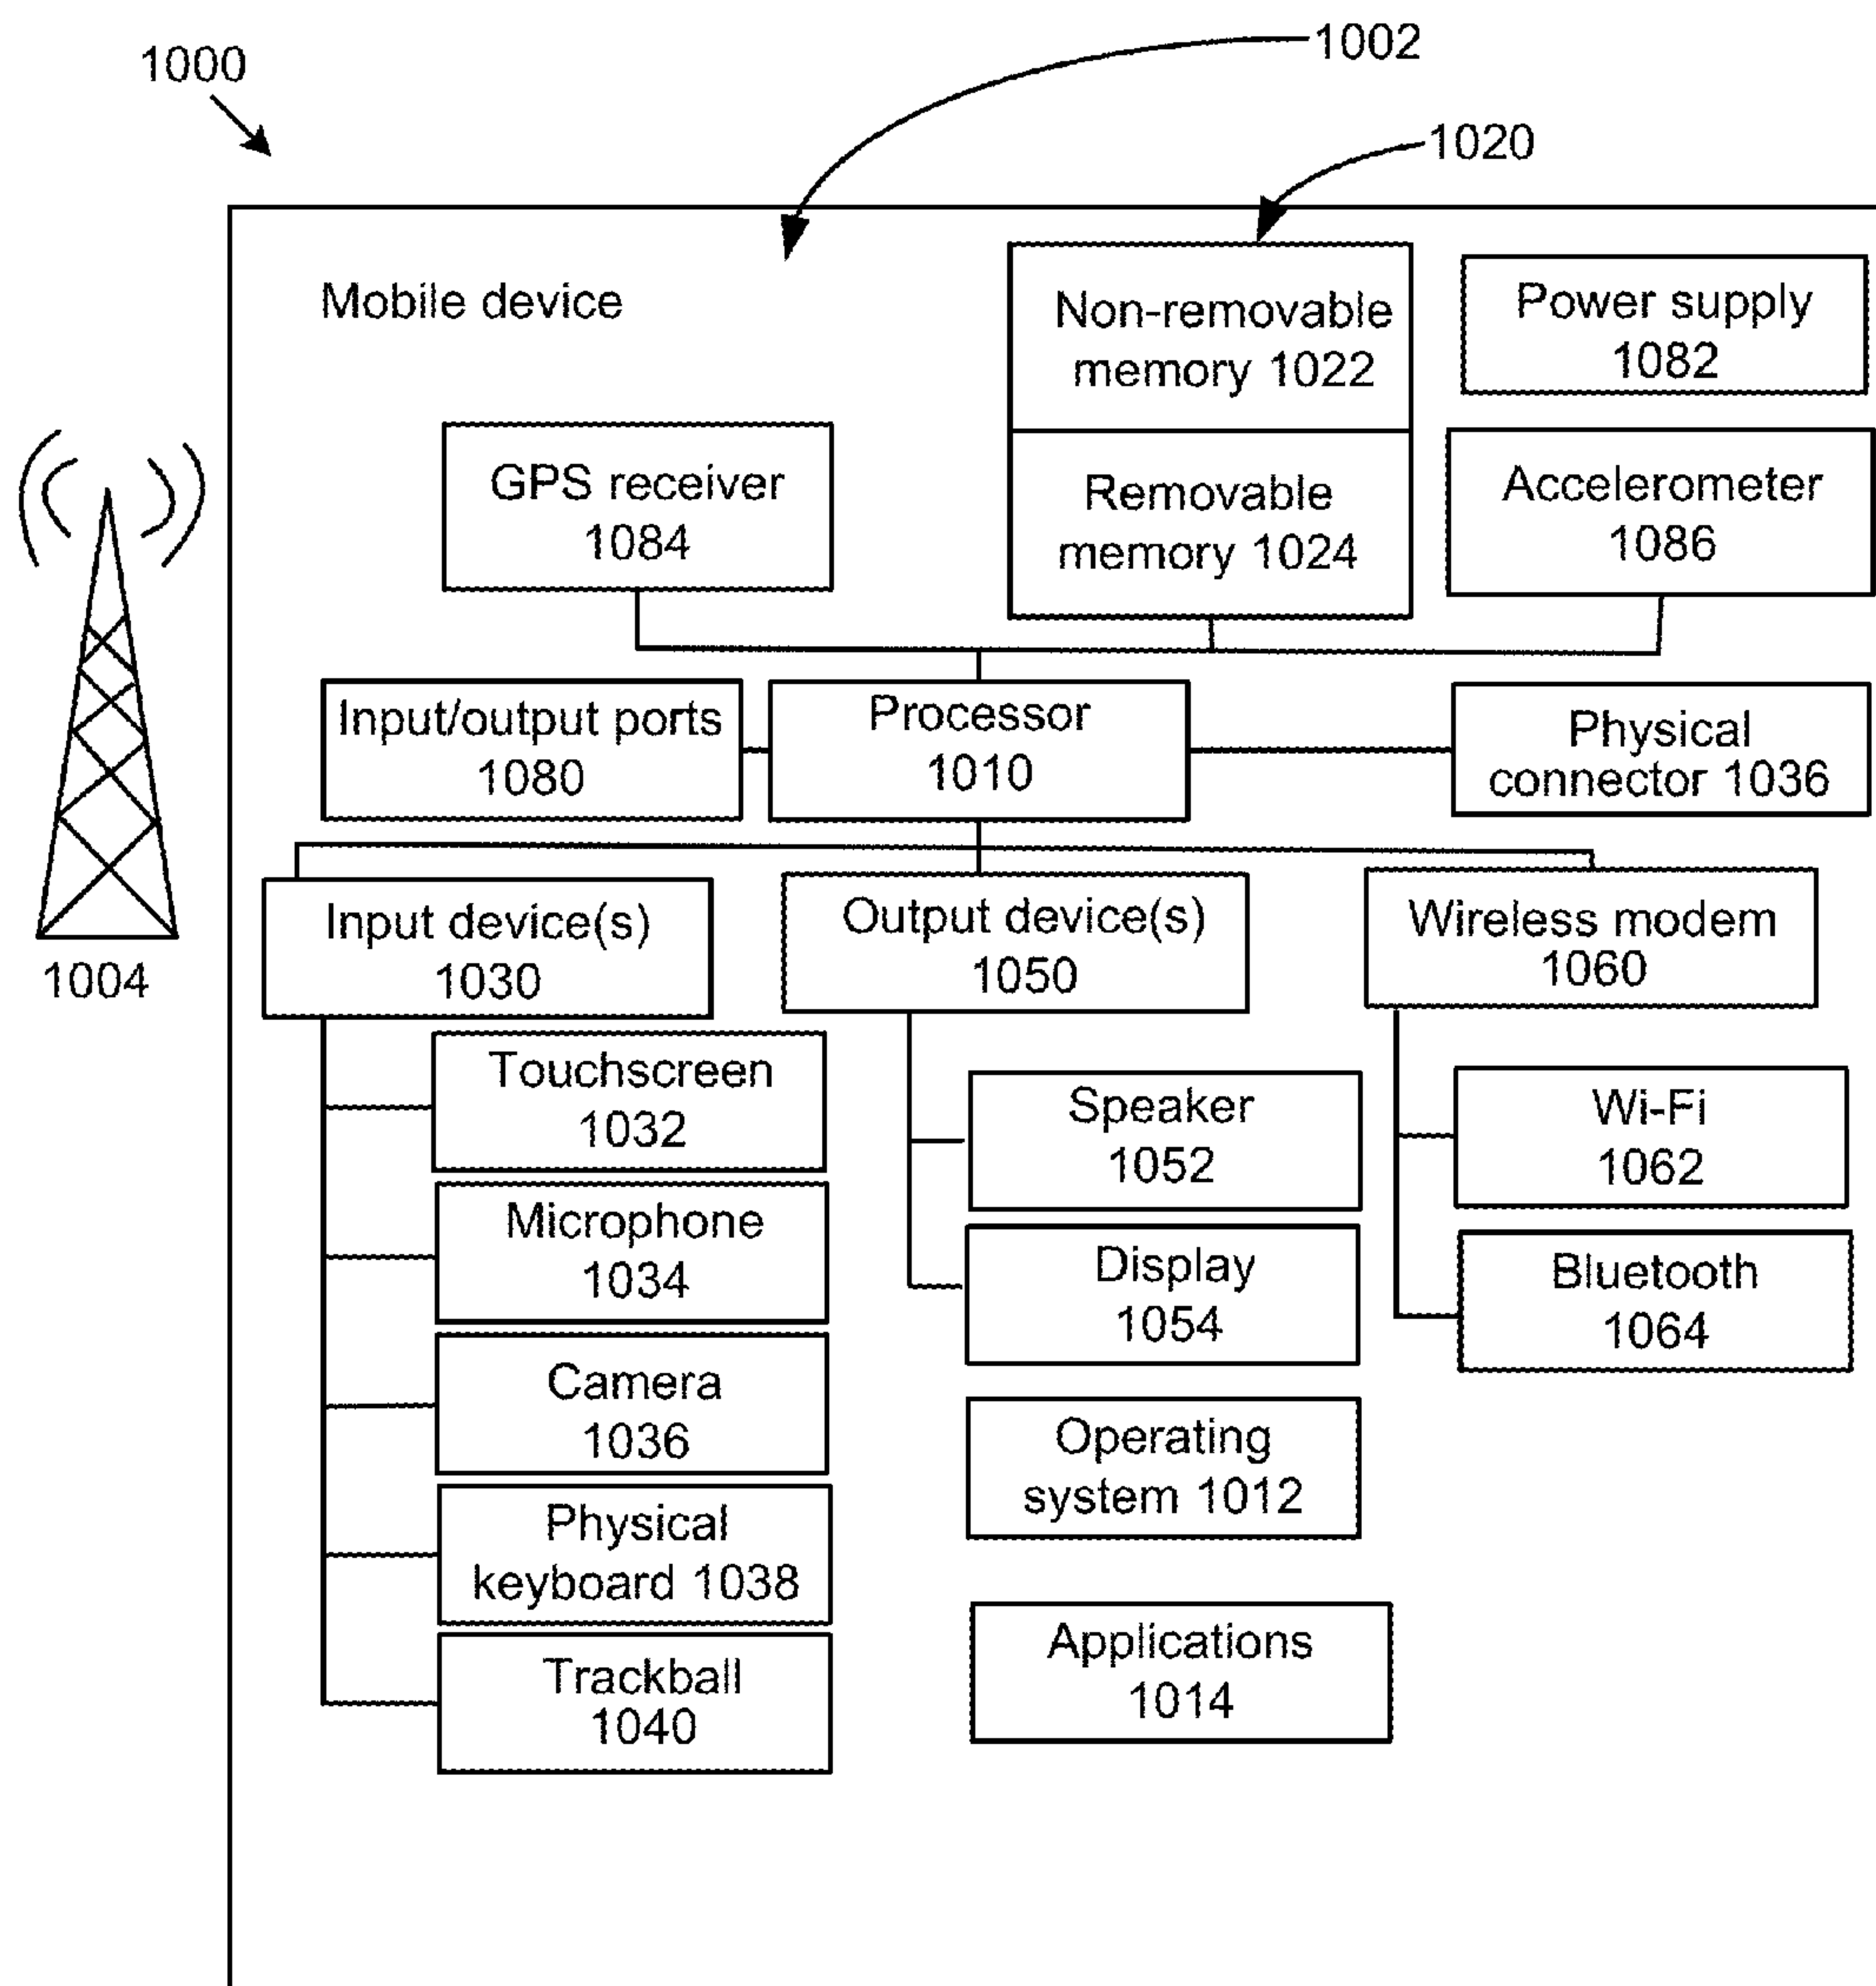 1000
1002
1020
Mobile device
Non-removable
memory 1022
Power supply
1082
GPS receiver
1084
Removable
memory 1024
Accelerometer
1086
Input/output ports
1080
Processor
1010
Physical
connector 1036
1004
Input device(s)
1030
Output device(s)
1050
Wireless modem
1060
Touchscreen
1032
Microphone
1034
Camera
1036
Physical
keyboard 1038
Trackball
1040
Speaker
1052
Display
1054
Operating
system 1012
Applications
1014
Wi-Fi
1062
Bluetooth
1064